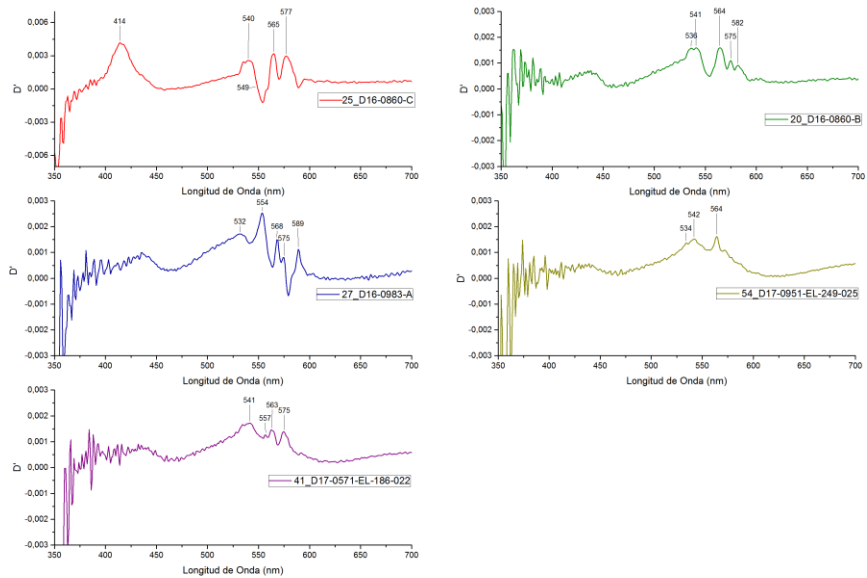 414
540
565
577
549
0,006
0,003
0,000
-0,003
-0,006
D'
25_D16-0860-C
350 400 450 500 550 600 650 700
Longitud de Onda (nm)
536
541
564
575
582
0,003
0,002
0,001
0,000
-0,001
-0,002
-0,003
D'
20_D16-0860-B
350 400 450 500 550 600 650 700
Longitud de Onda (nm)
532
554
568
575
589
0,003
0,002
0,001
0,000
-0,001
-0,002
-0,003
D'
27_D16-0983-A
350 400 450 500 550 600 650 700
Longitud de Onda (nm)
534
542
564
0,003
0,002
0,001
0,000
-0,001
-0,002
-0,003
D'
54_D17-0951-EL-249-025
350 400 450 500 550 600 650 700
Longitud de Onda (nm)
541
557
563
575
0,003
0,002
0,001
0,000
-0,001
-0,002
-0,003
D'
41_D17-0571-EL-186-022
350 400 450 500 550 600 650 700
Longitud de Onda (nm)